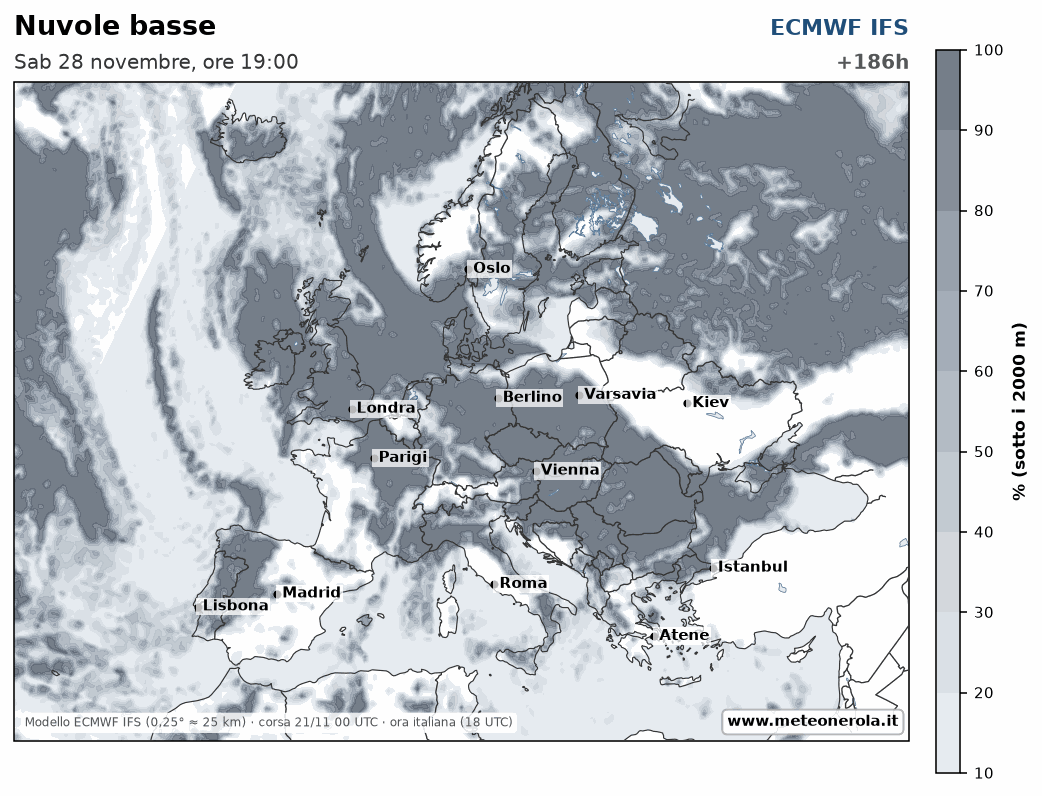 Nuvole basse
ECMWF IFS
Sab 28 novembre, ore 19:00
+186h
100
90
80
70
60
50
40
30
20
10
% (sotto i 2000 m)
Oslo
Berlino
Varsavia
Kiev
Londra
Parigi
Vienna
Istanbul
Roma
Madrid
Lisbona
Atene
Modello ECMWF IFS (0,25° ≈ 25 km) · corsa 21/11 00 UTC · ora italiana (18 UTC)
www.meteonerola.it